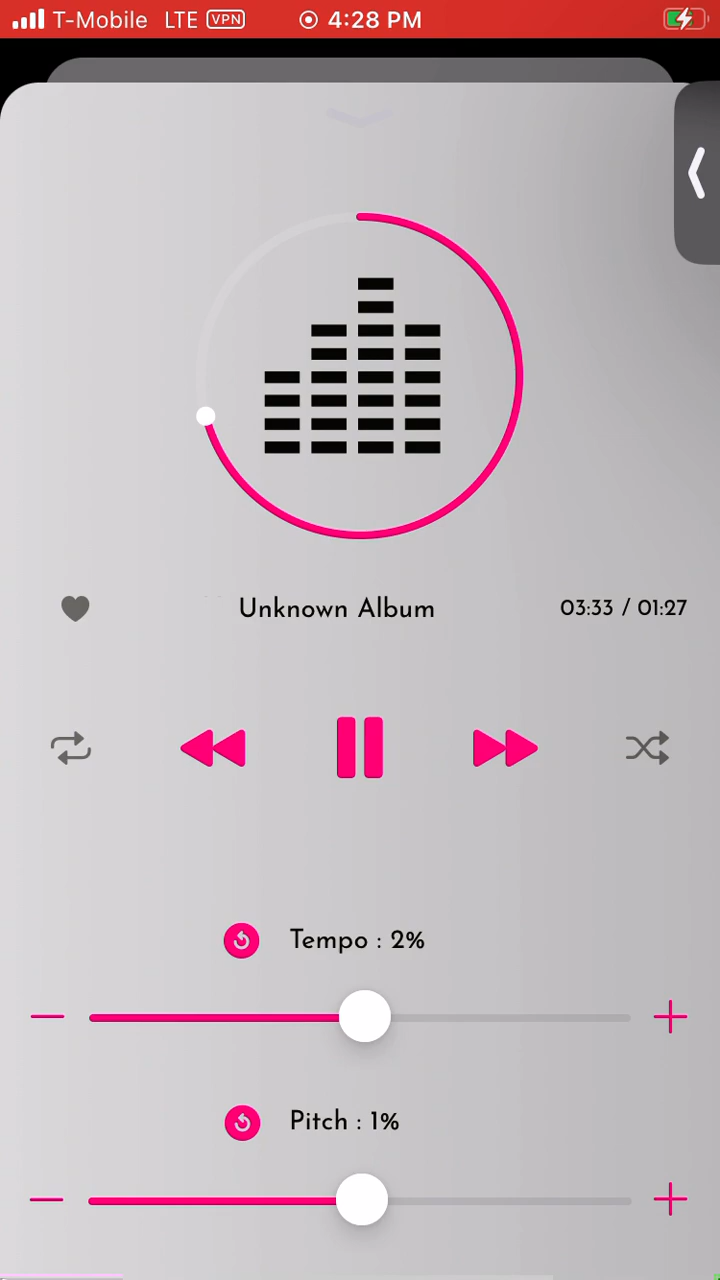 T-Mobile LTE VPN 4:28 PM
Unknown Album 03:33 / 01:27
Tempo : 2%
Pitch : 1%